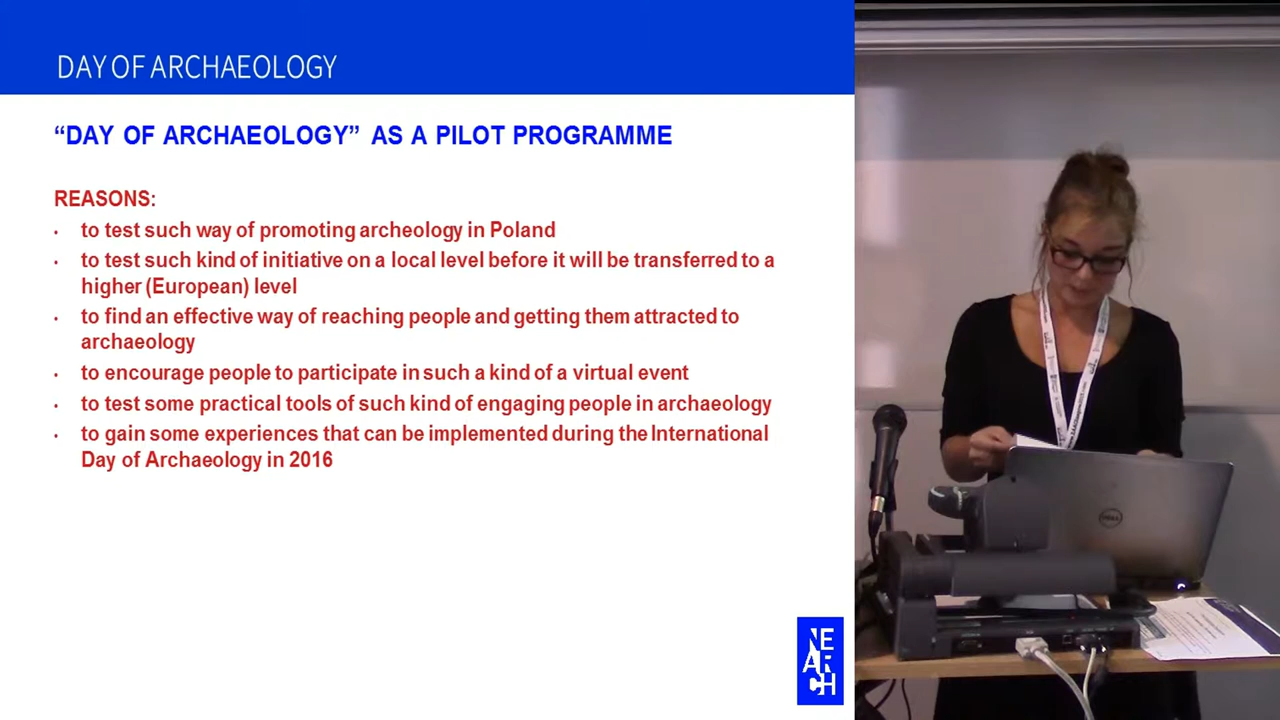 DAY OF ARCHAEOLOGY
“DAY OF ARCHAEOLOGY” AS A PILOT PROGRAMME
REASONS:
• to test such way of promoting archeology in Poland
• to test such kind of initiative on a local level before it will be transferred to a
higher (European) level
• to find an effective way of reaching people and getting them attracted to
archaeology
• to encourage people to participate in such a kind of a virtual event
• to test some practical tools of such kind of engaging people in archaeology
• to gain some experiences that can be implemented during the International
Day of Archaeology in 2016
NE
AR
CH
DELL